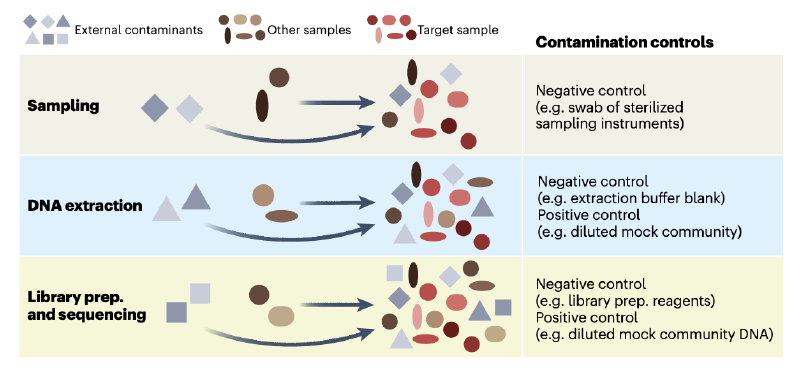 External contaminants
Other samples
Target sample
Contamination controls
Sampling
Negative control
(e.g. swab of sterilized
sampling instruments)
DNA extraction
Negative control
(e.g. extraction buffer blank)
Positive control
(e.g. diluted mock community)
Library prep.
and sequencing
Negative control
(e.g. library prep. reagents)
Positive control
(e.g. diluted mock community DNA)